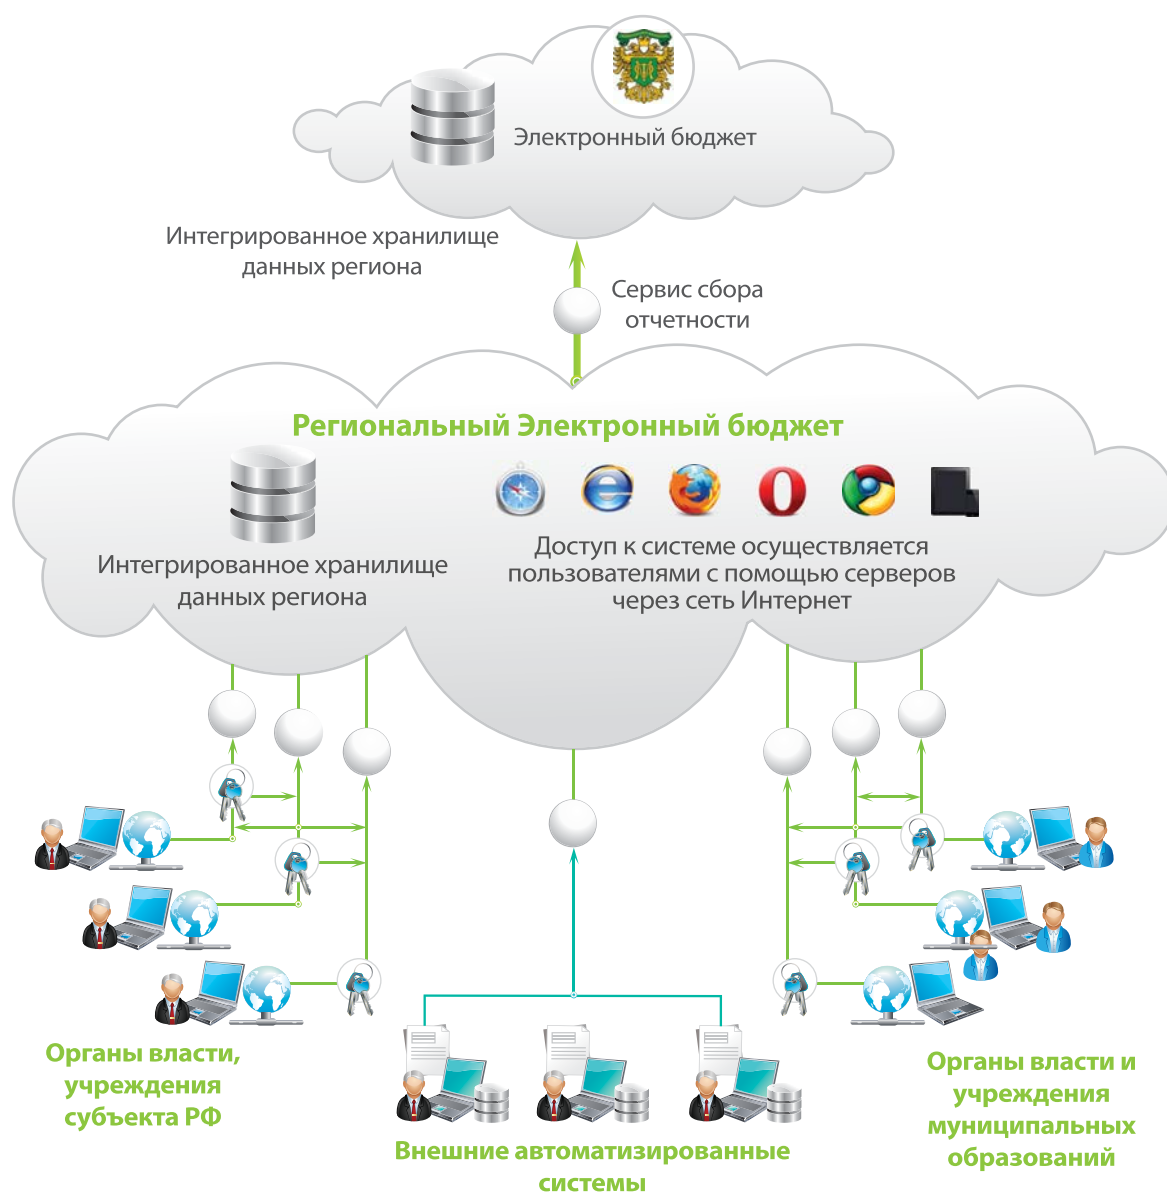 Электронный бюджет
Интегрированное хранилище
данных региона
Сервис сбора
отчетности
Региональный Электронный бюджет
Интегрированное хранилище
данных региона
Доступ к системе осуществляется
пользователями с помощью серверов
через сеть Интернет
Органы власти,
учреждения
субъекта РФ
Внешние автоматизированные
системы
Органы власти и
учреждения
муниципальных
образований